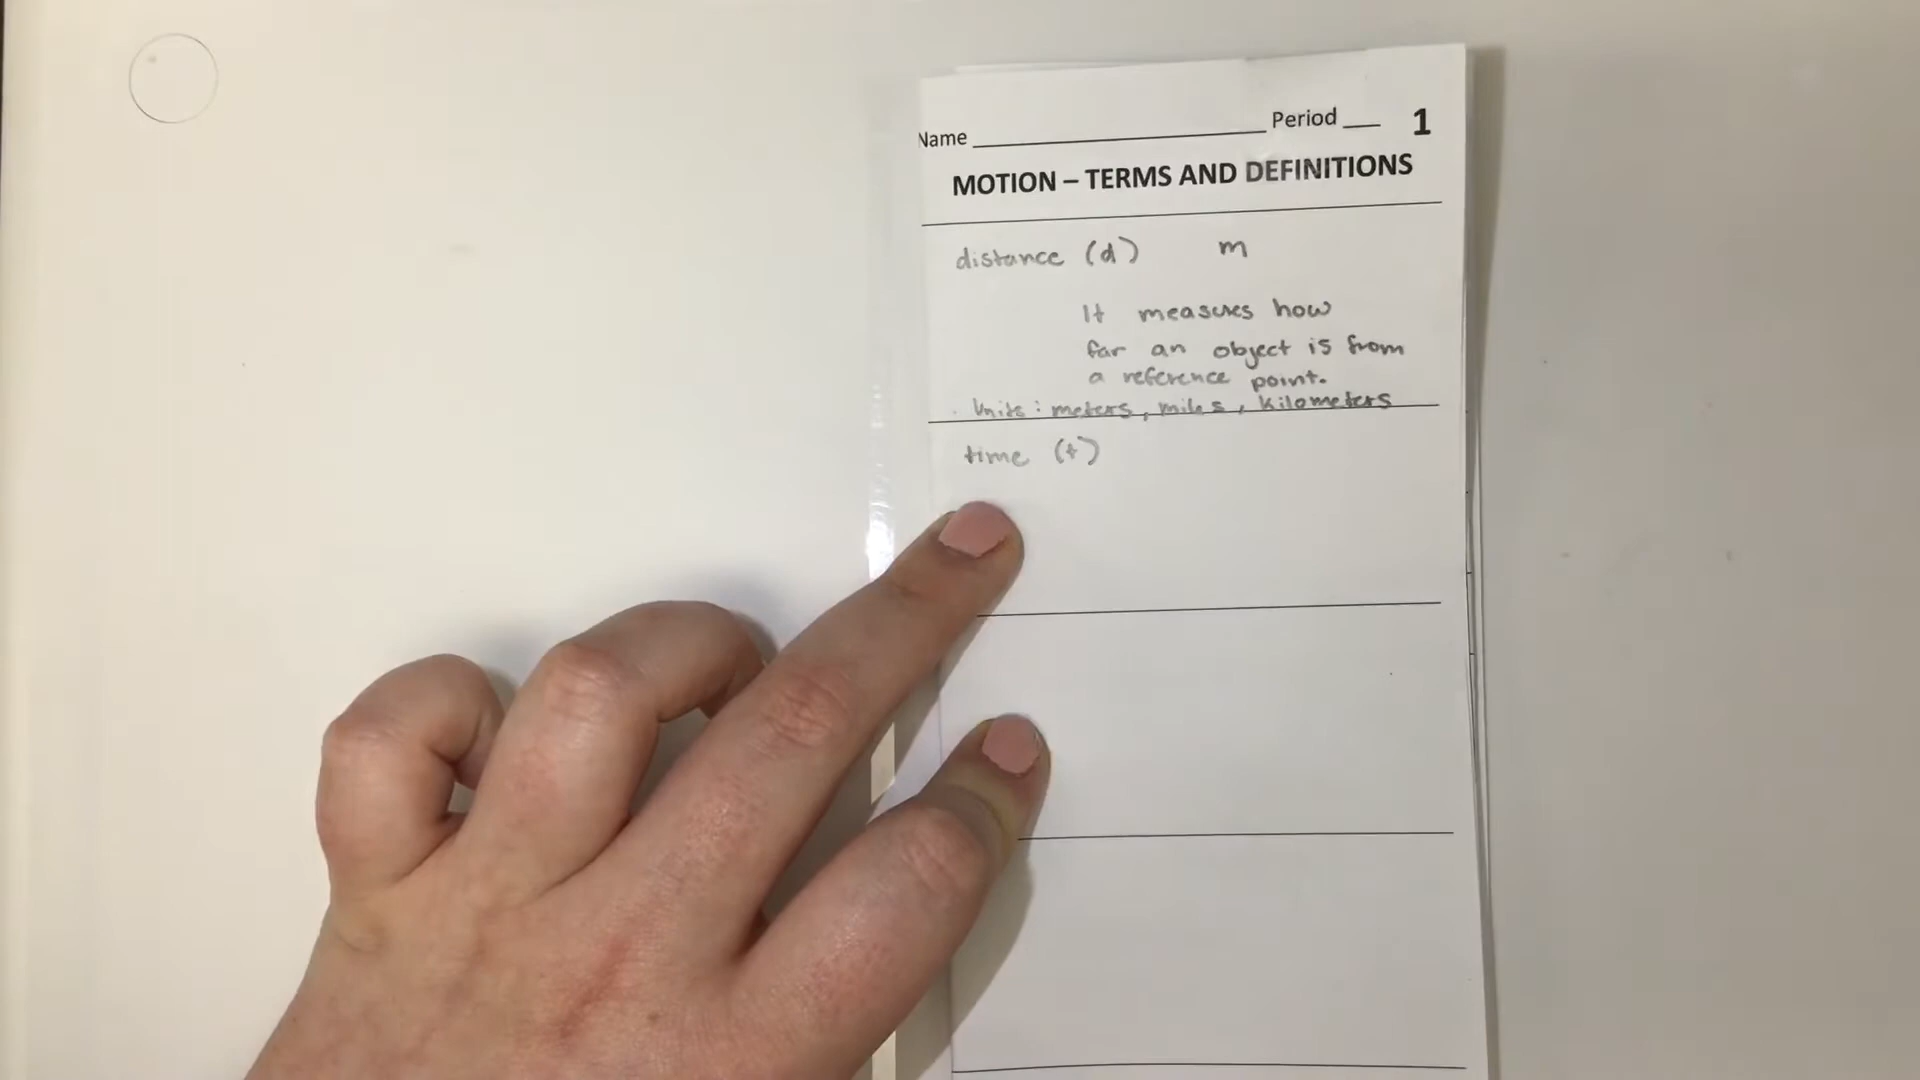 Name ____________________ Period ___ 1
MOTION – TERMS AND DEFINITIONS
distance (d) m
It measures how
far an object is from
a reference point.
Units: meters, miles, kilometers
time (t)